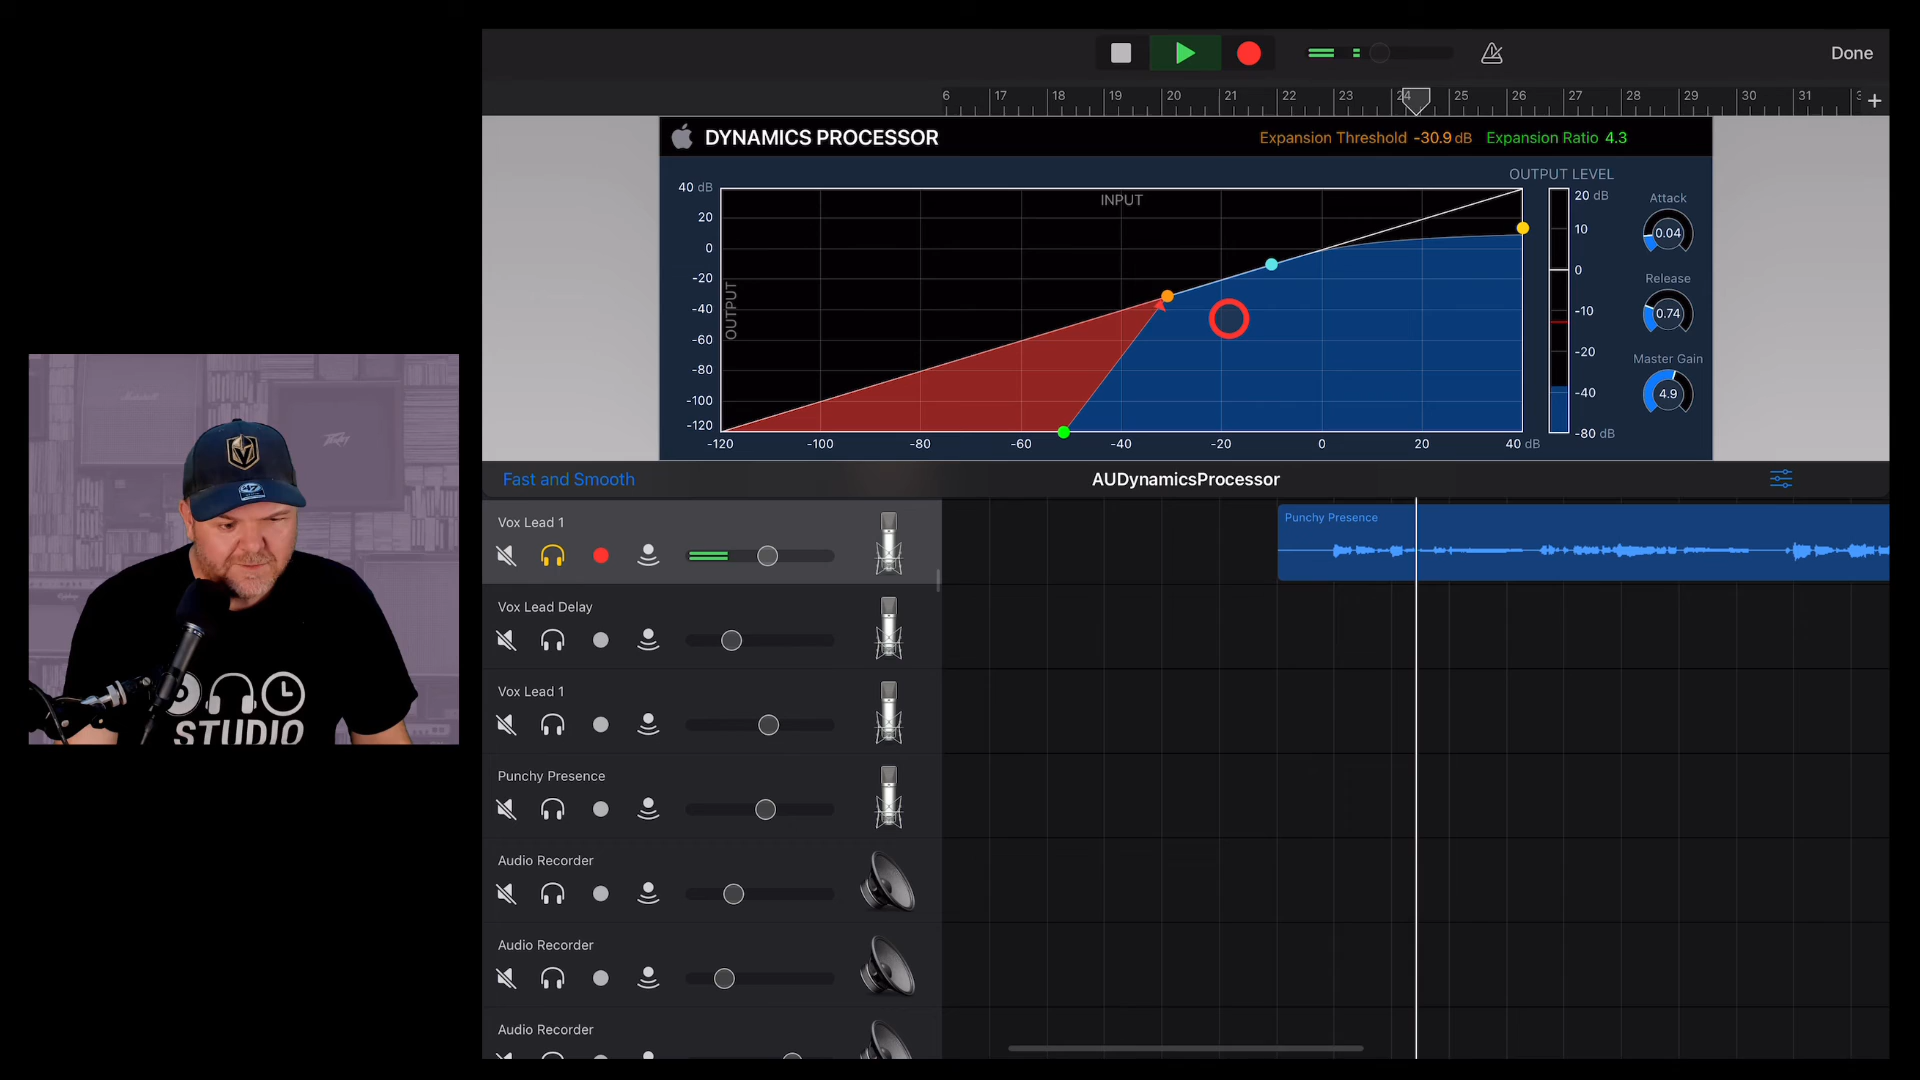 Done
6 17 18 19 20 21 22 23 24 25 26 27 28 29 30 31
DYNAMICS PROCESSOR
Expansion Threshold -30.9 dB Expansion Ratio 4.3
OUTPUT LEVEL
40 dB
20
0
-20
-40
-60
-80
-100
-120
INPUT
OUTPUT
-120 -100 -80 -60 -40 -20 0 20 40 dB
20 dB
10
0
-10
-20
-40
-80 dB
Attack
0.04
Release
0.74
Master Gain
4.9
Fast and Smooth
AUDynamicsProcessor
Vox Lead 1
Punchy Presence
Vox Lead Delay
Vox Lead 1
Punchy Presence
Audio Recorder
Audio Recorder
Audio Recorder
47
STUDIO